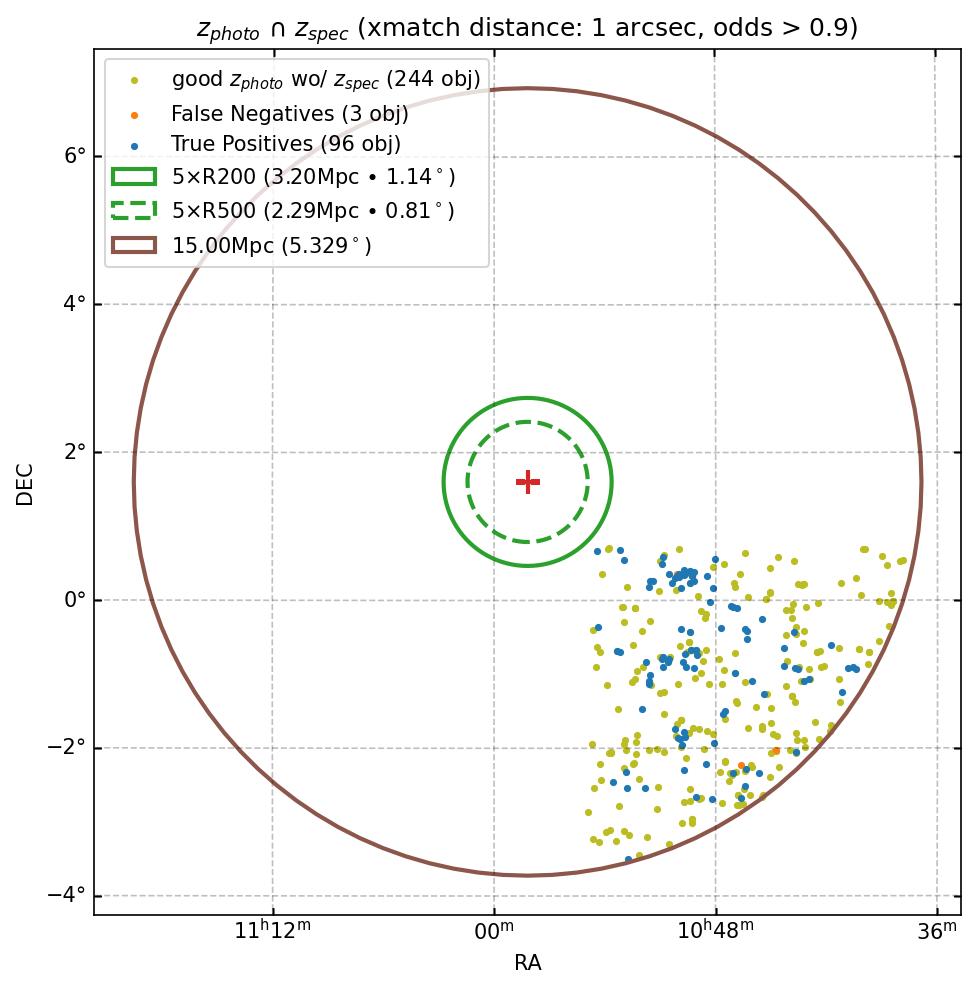 z_photo ∩ z_spec (xmatch distance: 1 arcsec, odds > 0.9)
good z_photo wo/ z_spec (244 obj)
False Negatives (3 obj)
True Positives (96 obj)
5×R200 (3.20Mpc • 1.14°)
5×R500 (2.29Mpc • 0.81°)
15.00Mpc (5.329°)
6°
4°
2°
0°
−2°
−4°
DEC
11ʰ12ᵐ
00ᵐ
10ʰ48ᵐ
36ᵐ
RA